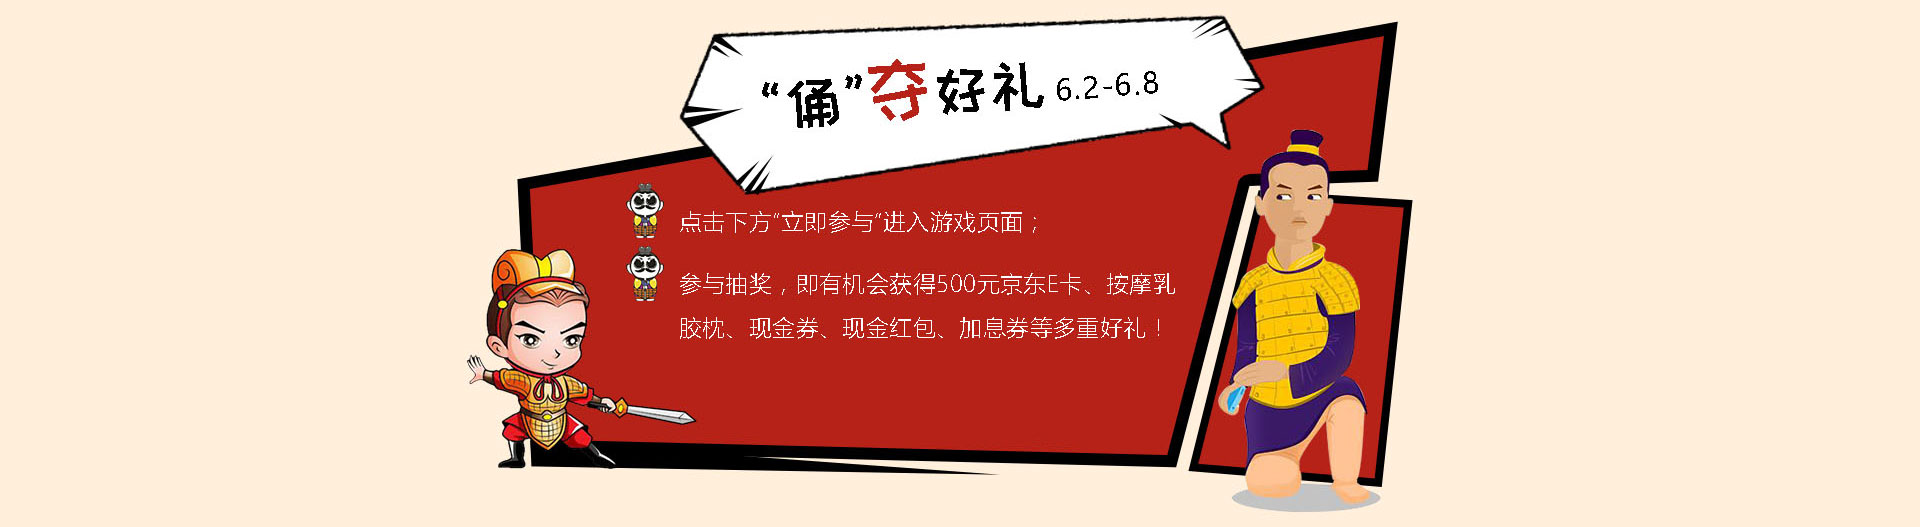 “俑”夺好礼 6.2-6.8
点击下方“立即参与”进入游戏页面；
参与抽奖，即有机会获得500元京东E卡、按摩乳
胶枕、现金券、现金红包、加息券等多重好礼！